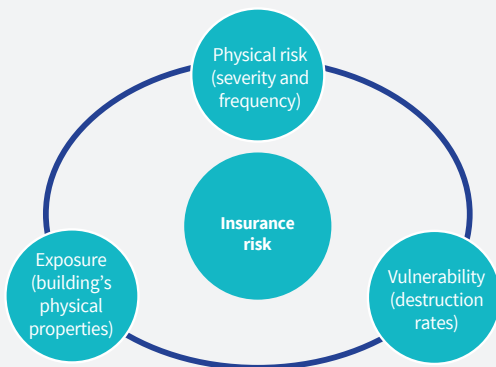 Physical risk
(severity and
frequency)
Insurance
risk
Exposure
(building’s
physical
properties)
Vulnerability
(destruction
rates)